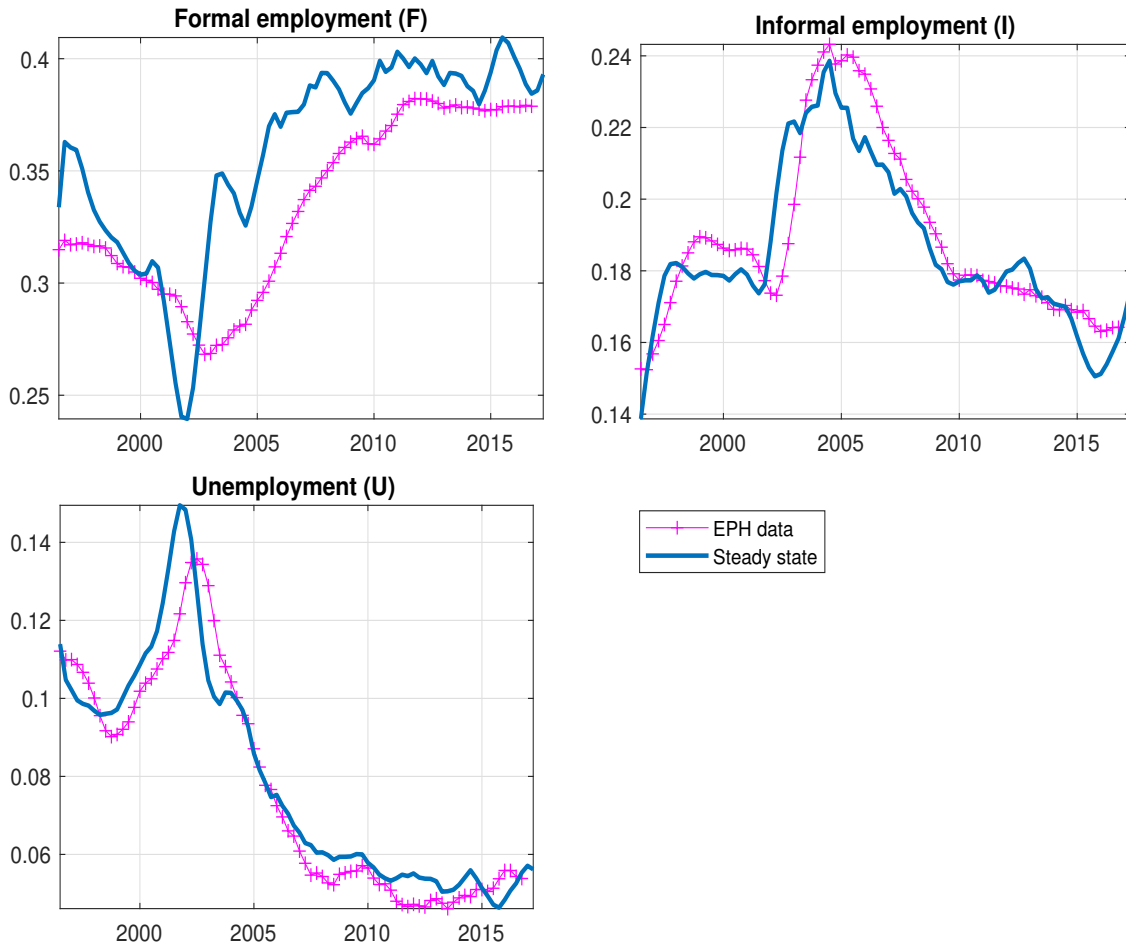 Formal employment (F)
0.4
0.35
0.3
0.25
2000 2005 2010 2015
Informal employment (I)
0.24
0.22
0.2
0.18
0.16
0.14
2000 2005 2010 2015
Unemployment (U)
0.14
0.12
0.1
0.08
0.06
2000 2005 2010 2015
EPH data
Steady state